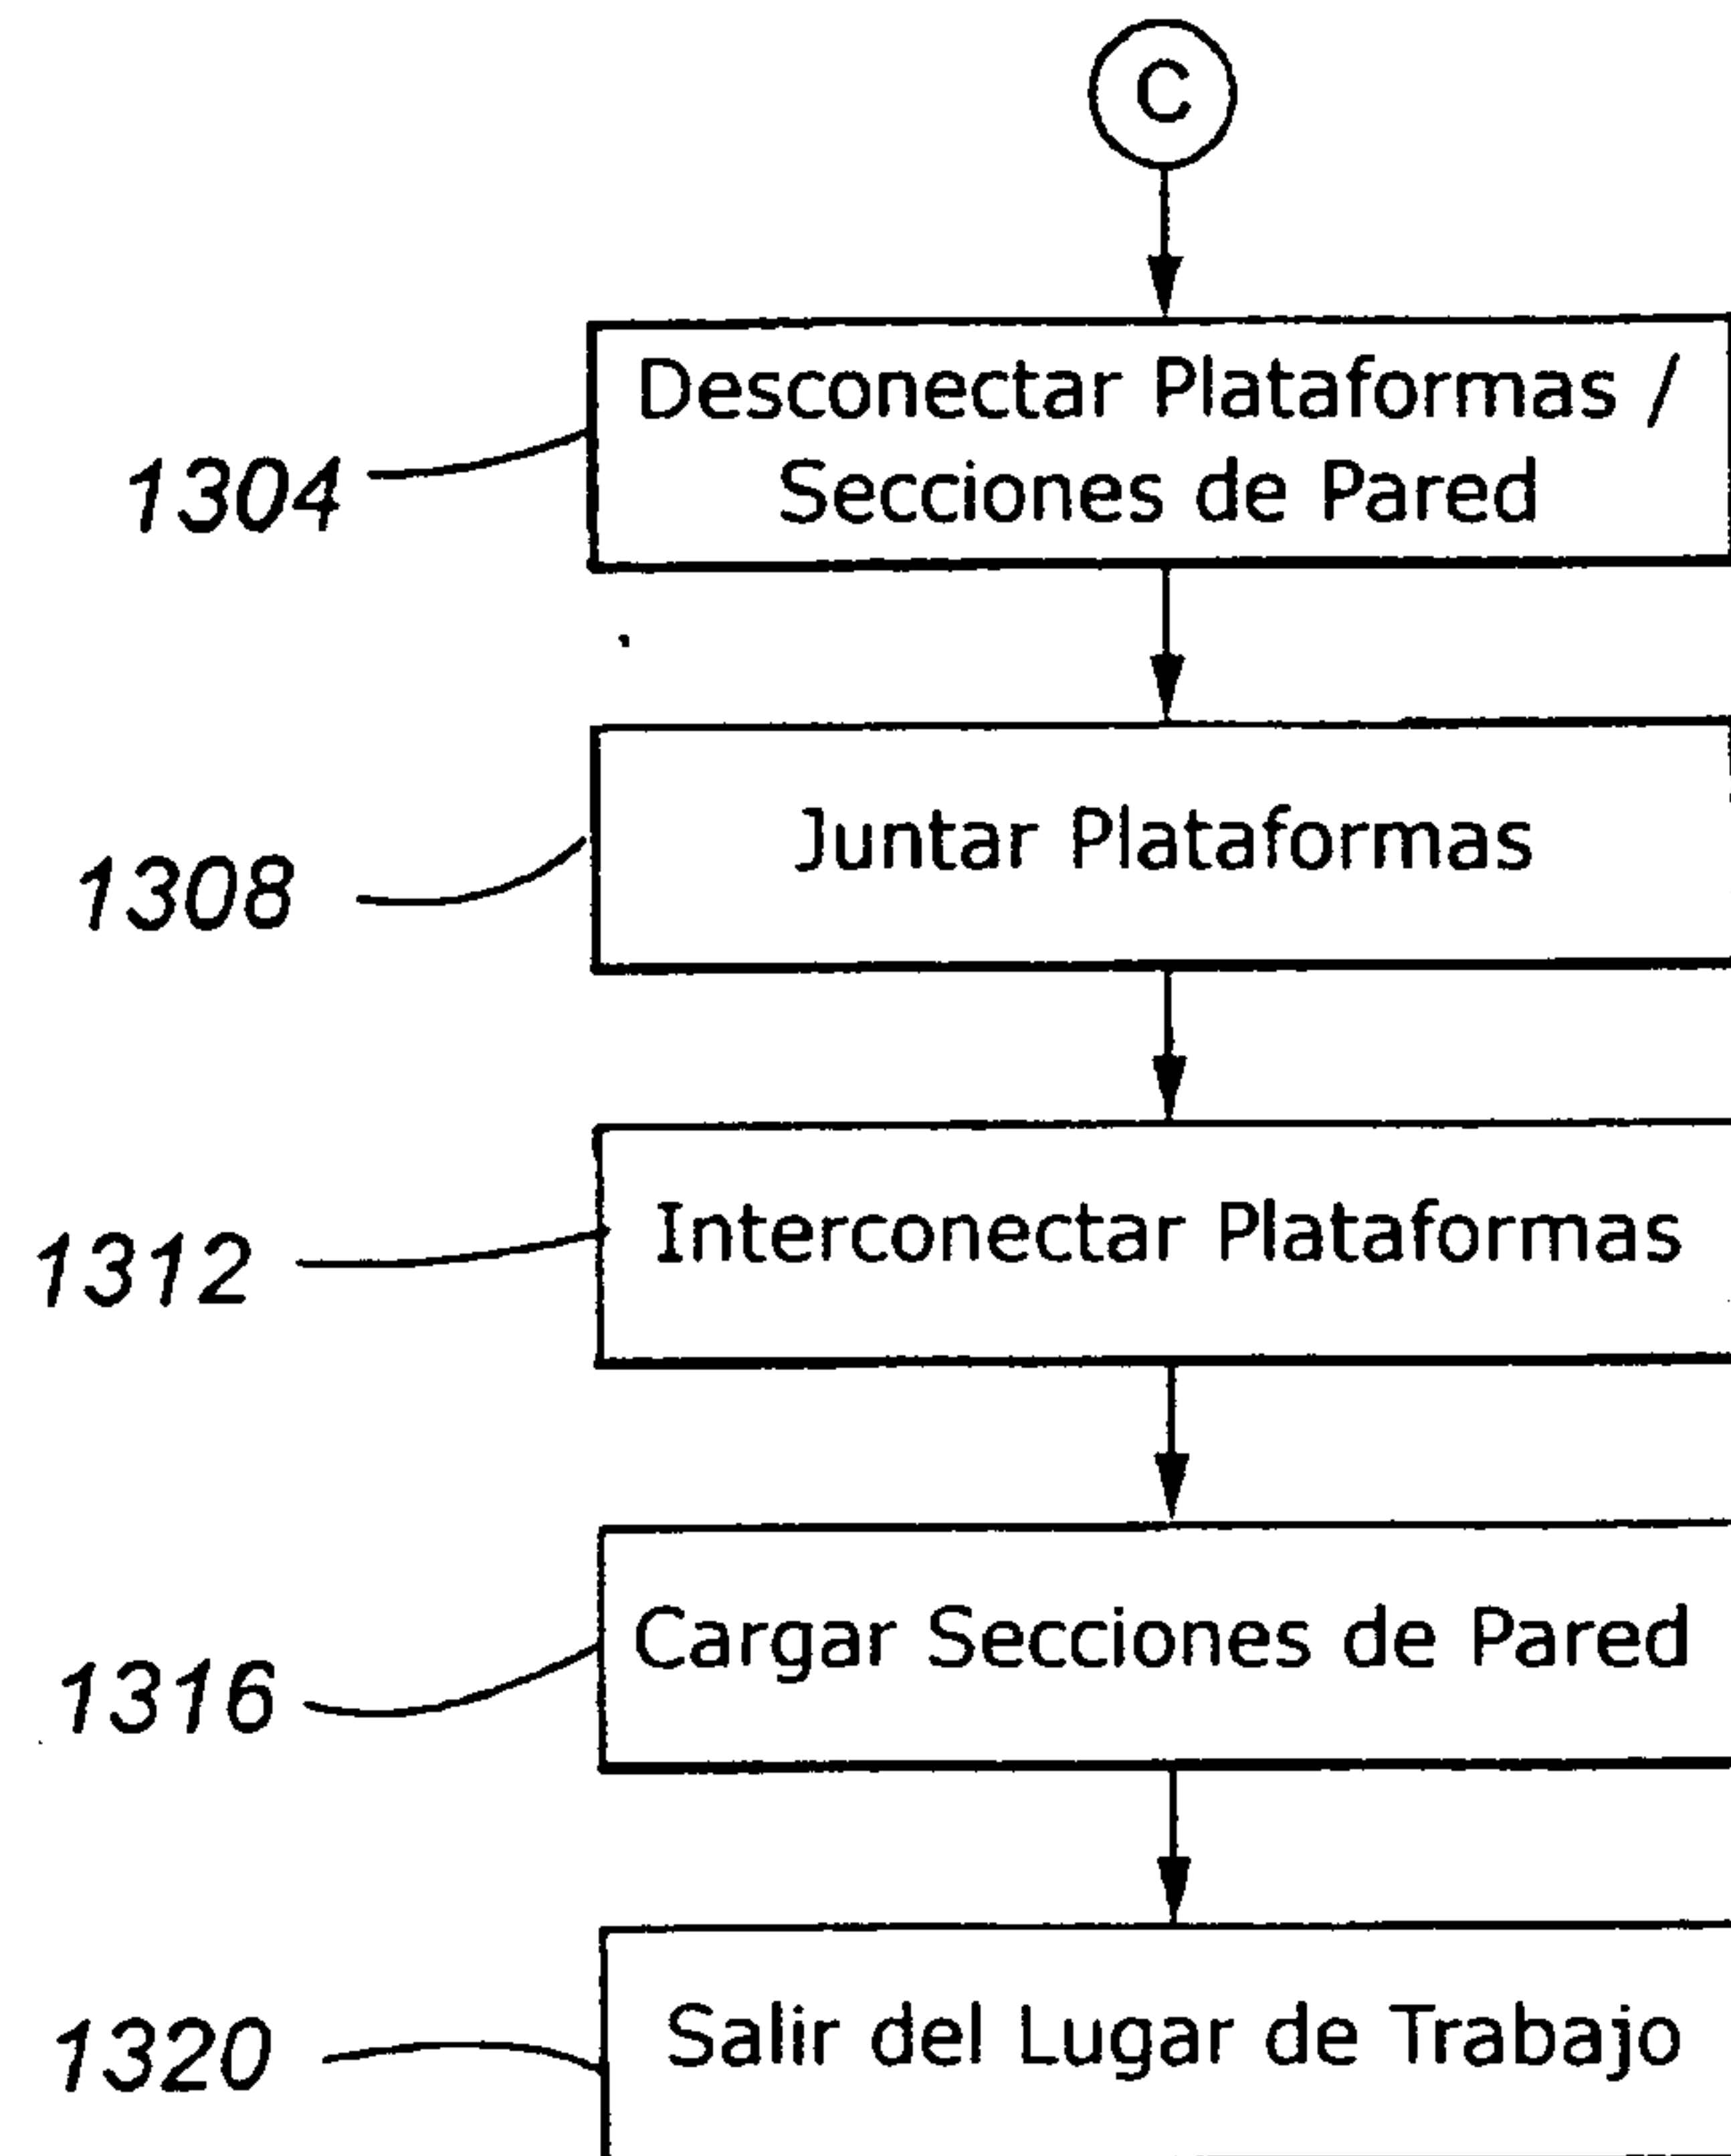 C
Desconectar Plataformas /
Secciones de Pared
1304
Juntar Plataformas
1308
Interconectar Plataformas
1312
Cargar Secciones de Pared
1316
Salir del Lugar de Trabajo
1320